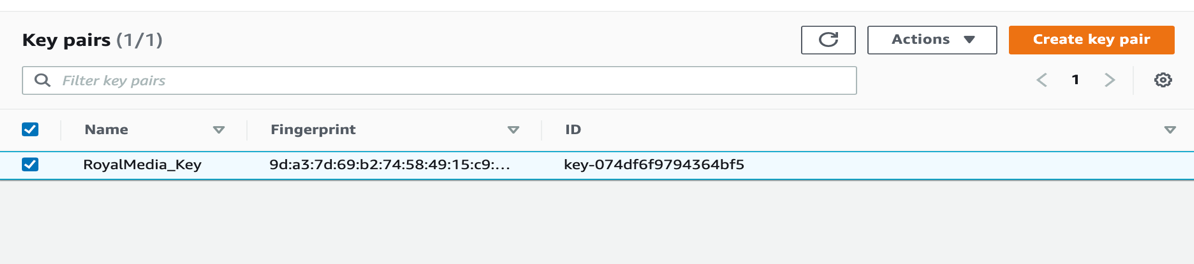 Key pairs (1/1)
Actions
Create key pair
Filter key pairs
1
Name Fingerprint ID
RoyalMedia_Key 9d:a3:7d:69:b2:74:58:49:15:c9:... key-074df6f9794364bf5